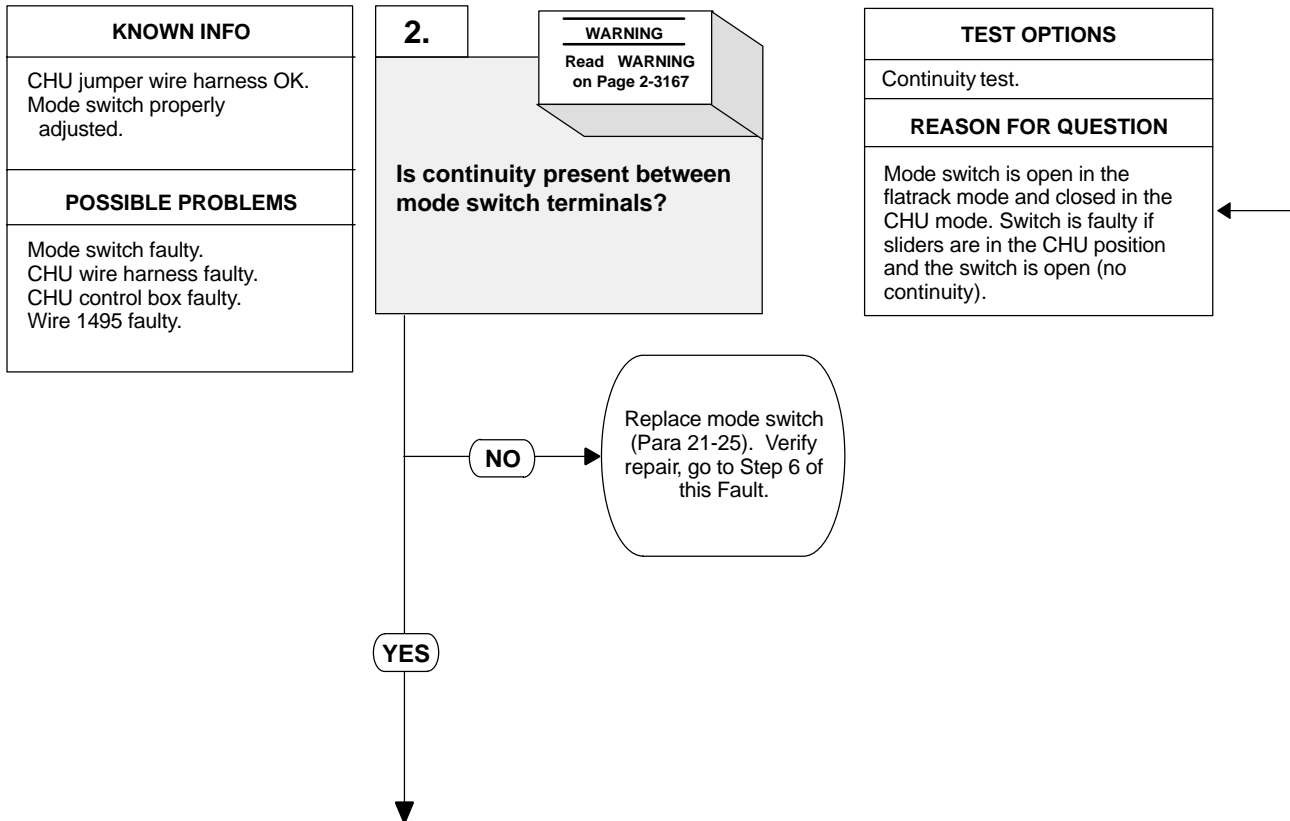 KNOWN INFO
CHU jumper wire harness OK.
Mode switch properly
adjusted.
POSSIBLE PROBLEMS
Mode switch faulty.
CHU wire harness faulty.
CHU control box faulty.
Wire 1495 faulty.
2.
WARNING
Read WARNING
on Page 2-3167
Is continuity present between
mode switch terminals?
TEST OPTIONS
Continuity test.
REASON FOR QUESTION
Mode switch is open in the
flatrack mode and closed in the
CHU mode. Switch is faulty if
sliders are in the CHU position
and the switch is open (no
continuity).
NO
Replace mode switch
(Para 21-25). Verify
repair, go to Step 6 of
this Fault.
YES